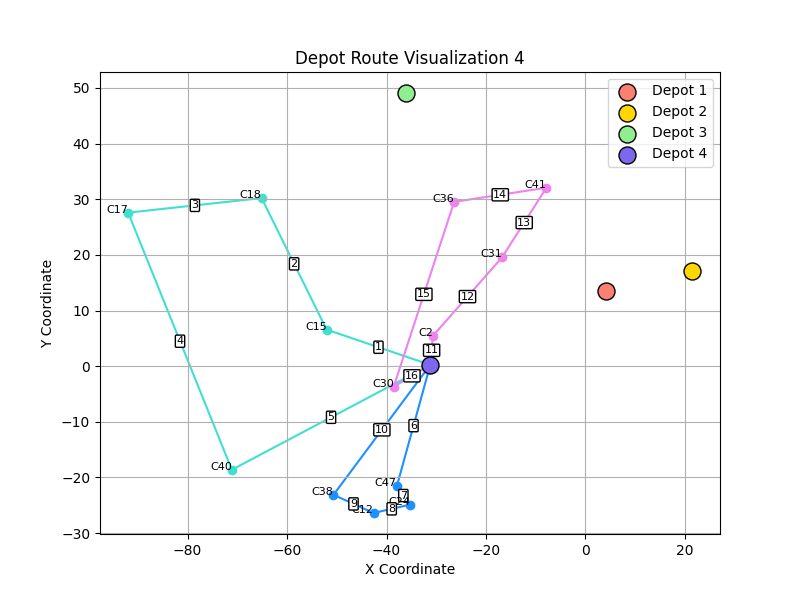 Depot Route Visualization 4
Depot 1
Depot 2
Depot 3
Depot 4
Y Coordinate
50
40
30
20
10
0
−10
−20
−30
−80
−60
−40
−20
0
20
X Coordinate
C17
3
C18
2
C15
1
4
5
C40
C36
14
C41
13
C31
12
15
C2
11
C30
16
10
6
C47
7
C24
C38
9
C12
8